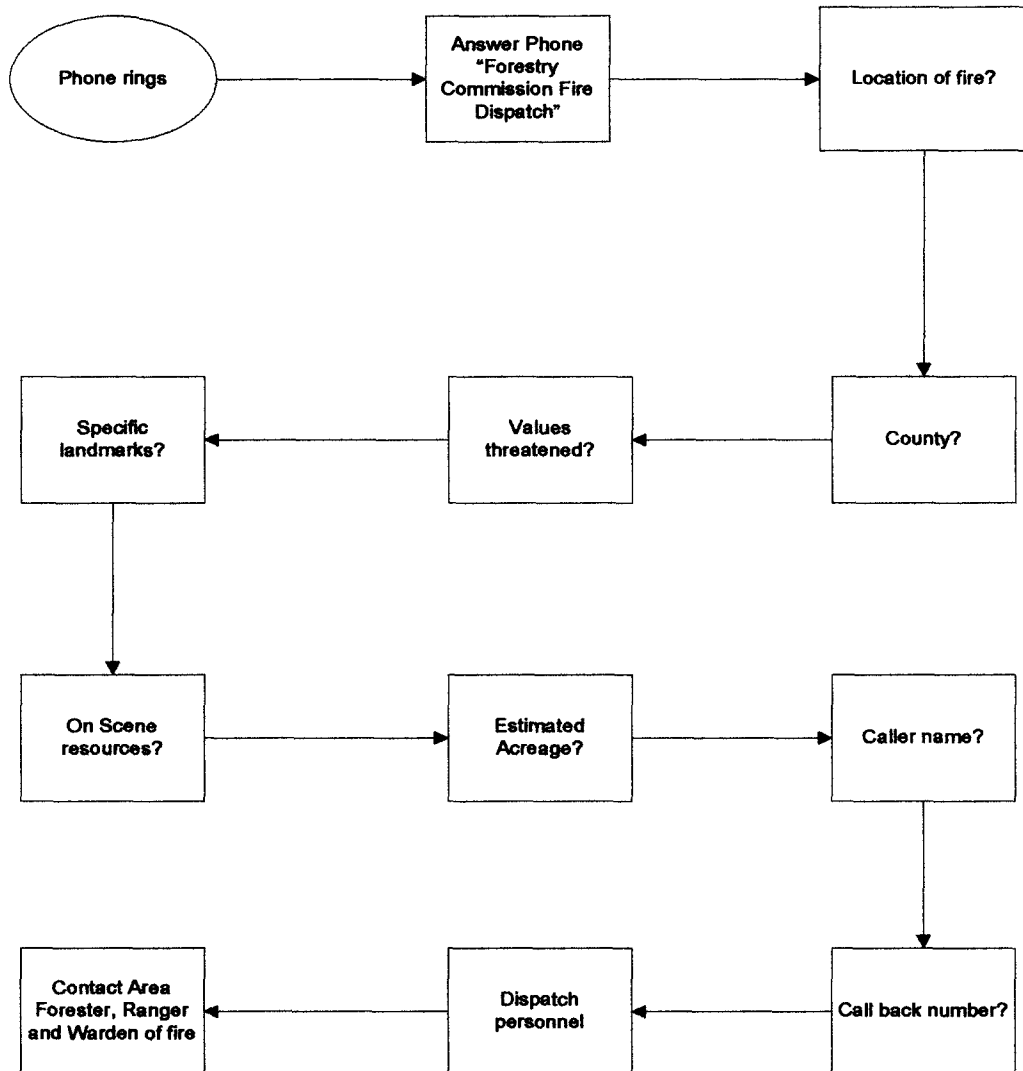 Phone rings
Answer Phone
“Forestry
Commission Fire
Dispatch”
Location of fire?
County?
Values
threatened?
Specific
landmarks?
On Scene
resources?
Estimated
Acreage?
Caller name?
Call back number?
Dispatch
personnel
Contact Area
Forester, Ranger
and Warden of fire